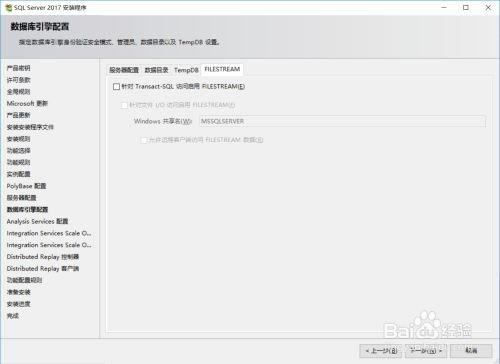 SQL Server 2017 安装程序
数据库引擎配置
指定数据库引擎身份验证安全模式、管理员、数据目录以及 TempDB 设置。
产品密钥
许可条款
全局规则
Microsoft 更新
产品更新
安装安装程序文件
安装规则
功能选择
功能规则
实例配置
PolyBase 配置
服务器配置
数据库引擎配置
Analysis Services 配置
Integration Services Scale O...
Integration Services Scale O...
Distributed Replay 控制器
Distributed Replay 客户端
功能配置规则
准备安装
安装进度
完成
服务器配置 数据目录 TempDB FILESTREAM
针对 Transact-SQL 访问启用 FILESTREAM(E)
针对文件 I/O 访问启用 FILESTREAM(F)
Windows 共享名(W): MSSQLSERVER
允许远程客户端访问 FILESTREAM 数据(R)
Baidu 经验
< 上一步(B) 下一步(N) > 取消